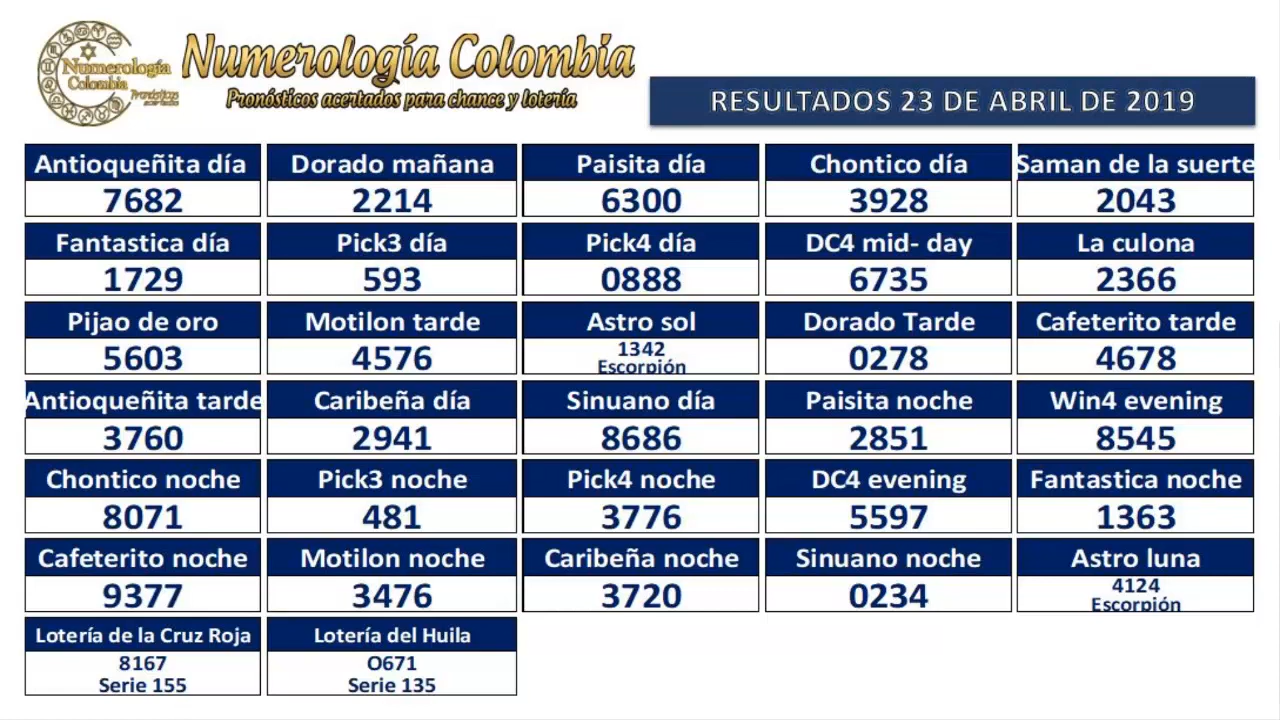 Numerología
Colombia
Numerología Colombia
Pronósticos acertados para chance y lotería
RESULTADOS 23 DE ABRIL DE 2019
Antioqueñita día Dorado mañana Paisita día Chontico día Saman de la suerte
7682 2214 6300 3928 2043
Fantastica día Pick3 día Pick4 día DC4 mid- day La culona
1729 593 0888 6735 2366
Pijao de oro Motilon tarde Astro sol Dorado Tarde Cafeterito tarde
5603 4576 1342 0278 4678
Escorpión
Antioqueñita tarde Caribeña día Sinuano día Paisita noche Win4 evening
3760 2941 8686 2851 8545
Chontico noche Pick3 noche Pick4 noche DC4 evening Fantastica noche
8071 481 3776 5597 1363
Cafeterito noche Motilon noche Caribeña noche Sinuano noche Astro luna
9377 3476 3720 0234 4124
Escorpión
Lotería de la Cruz Roja Lotería del Huila
8167 O671
Serie 155 Serie 135